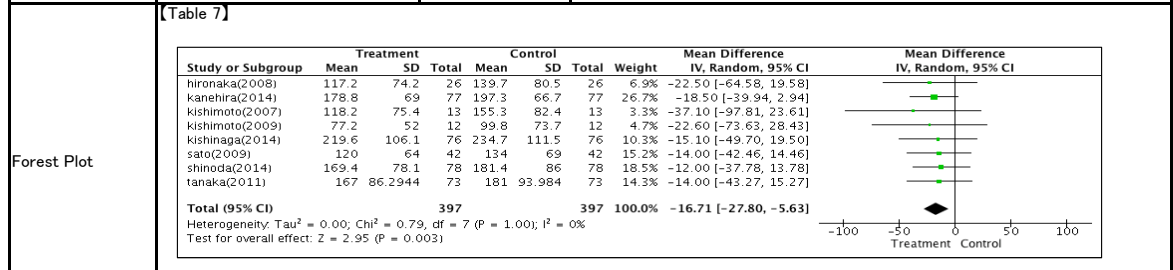 【Table 7】
Forest Plot
Treatment Control Mean Difference Mean Difference
Study or Subgroup Mean SD Total Mean SD Total Weight IV, Random, 95% CI IV, Random, 95% CI
hironaka(2008) 117.2 74.2 26 139.7 80.5 26 6.9% -22.50 [-64.58, 19.58]
kanehira(2014) 178.8 69 77 197.3 66.7 77 26.7% -18.50 [-39.94, 2.94]
kishimoto(2007) 118.2 75.4 13 155.3 82.4 13 3.3% -37.10 [-97.81, 23.61]
kishimoto(2009) 77.2 52 12 99.8 73.7 12 4.7% -22.60 [-73.63, 28.43]
kishinaga(2014) 219.6 106.1 76 234.7 111.5 76 10.3% -15.10 [-49.70, 19.50]
sato(2009) 120 64 42 134 69 42 15.2% -14.00 [-42.46, 14.46]
shinoda(2014) 169.4 78.1 78 181.4 86 78 18.5% -12.00 [-37.78, 13.78]
tanaka(2011) 167 86.2944 73 181 93.984 73 14.3% -14.00 [-43.27, 15.27]
Total (95% CI) 397 397 100.0% -16.71 [-27.80, -5.63]
Heterogeneity: Tau² = 0.00; Chi² = 0.79, df = 7 (P = 1.00); I² = 0%
Test for overall effect: Z = 2.95 (P = 0.003)
-100 -50 0 50 100
Treatment Control